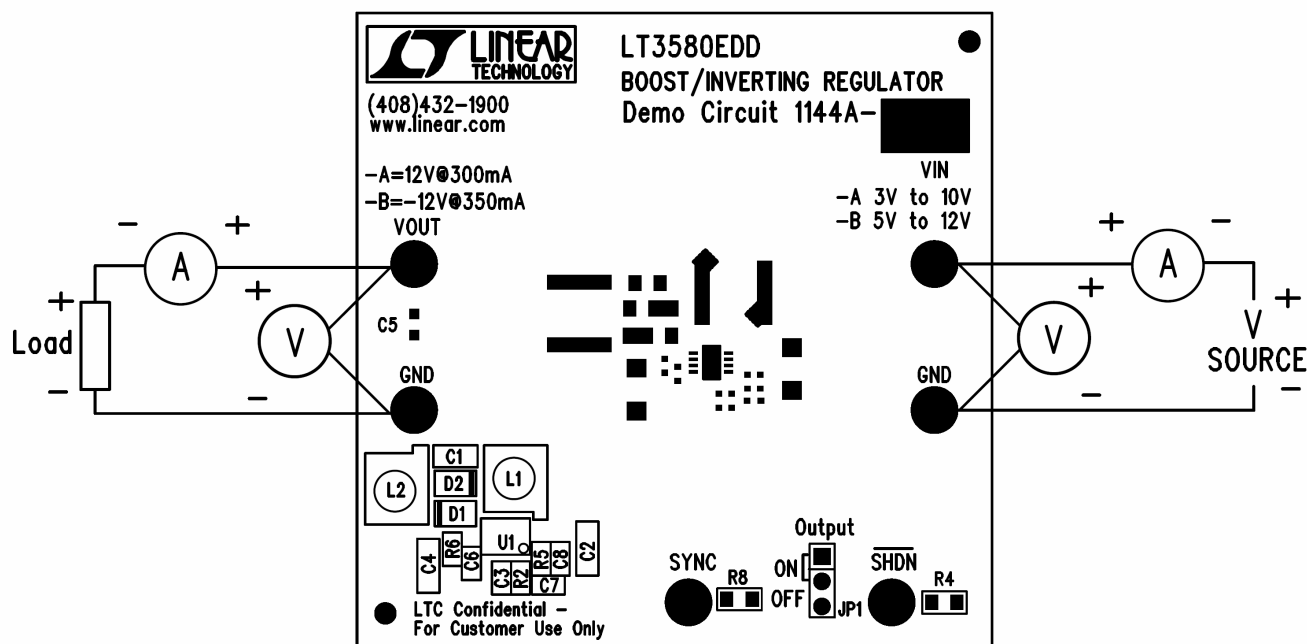 LINEAR
TECHNOLOGY
(408)432-1900
www.linear.com
LT3580EDD
BOOST/INVERTING REGULATOR
Demo Circuit 1144A-
-A=12V@300mA
-B=-12V@350mA
VOUT
VIN
-A 3V to 10V
-B 5V to 12V
- A +
+ A -
+
V
-
+
Load
-
C5
GND
+
V
-
+
V
SOURCE
-
GND
C1
L2
D2
L1
D1
U1
C4
R6
C6
C3
R2
R5
C8
C7
C2
LTC Confidential -
For Customer Use Only
SYNC
R8
Output
ON
OFF
JP1
SHDN
R4